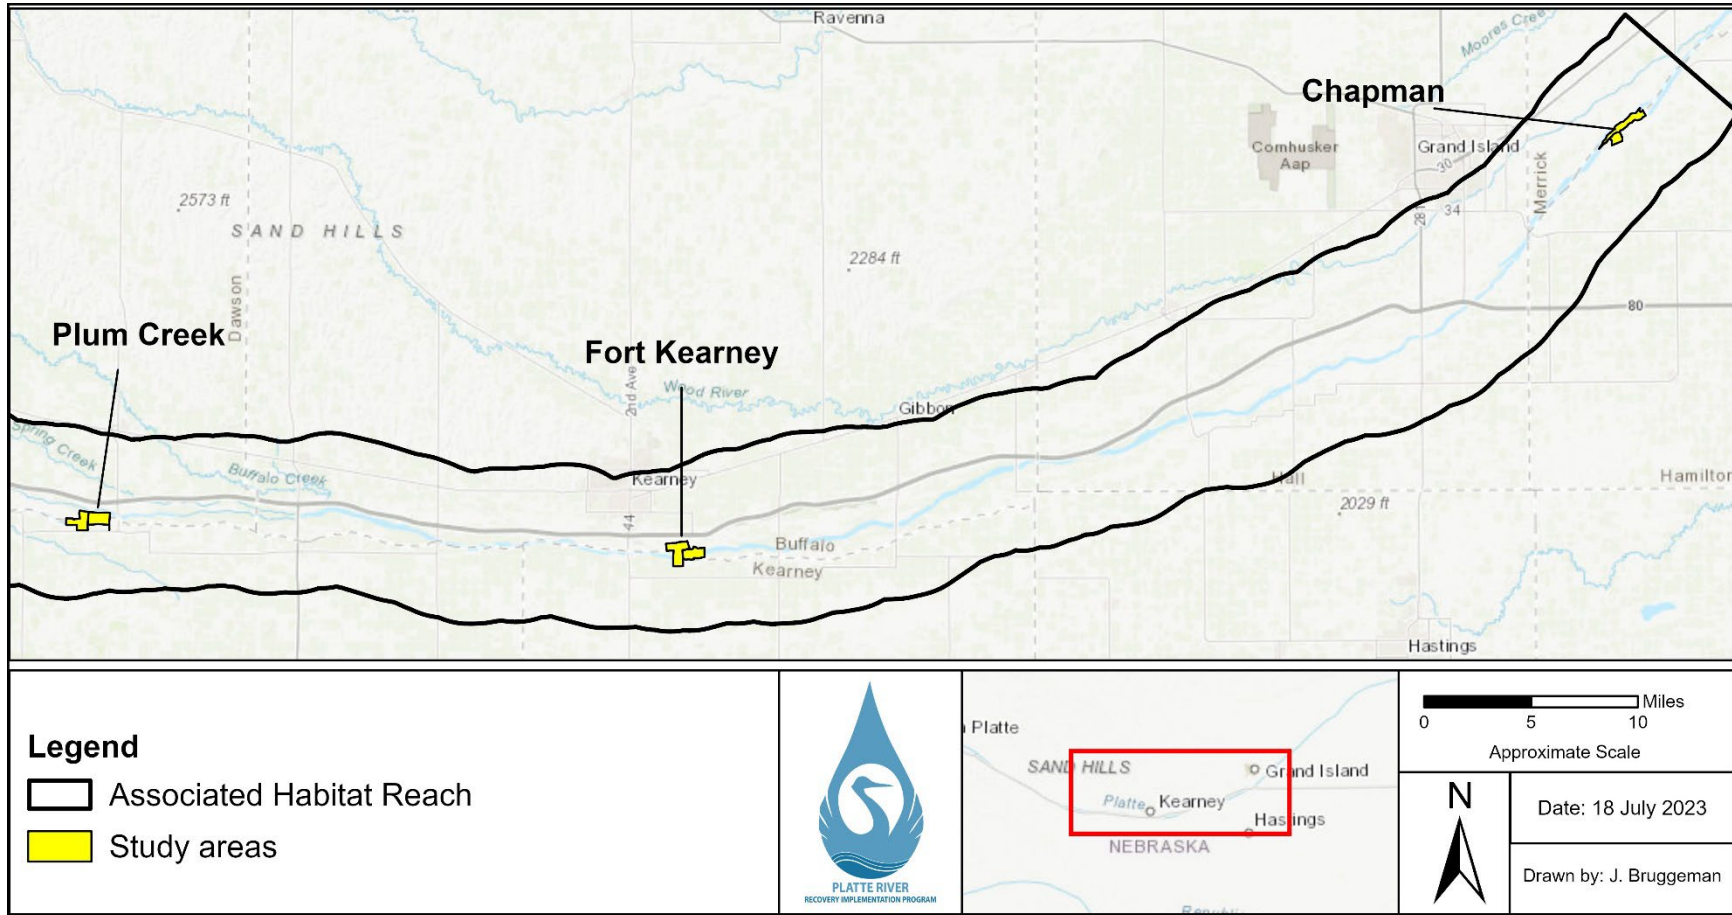 Ravenna
Moores Cree
Chapman
Cornhusker
Aap
Grand Island
30
281
34
Merrick
2573 ft
SAND HILLS
2284 ft
Dawson
80
Plum Creek
Fort Kearney
2nd Ave
Wood River
Gibbon
Spring Creek
Buffalo Creek
Kearney
44
Hall
Hamilton
2029 ft
Buffalo
Kearney
Hastings
Legend
Associated Habitat Reach
Study areas
PLATTE RIVER
RECOVERY IMPLEMENTATION PROGRAM
Platte
SAND HILLS
Grand Island
Platte
Kearney
Hastings
NEBRASKA
Miles
0 5 10
Approximate Scale
N
Date: 18 July 2023
Drawn by: J. Bruggeman